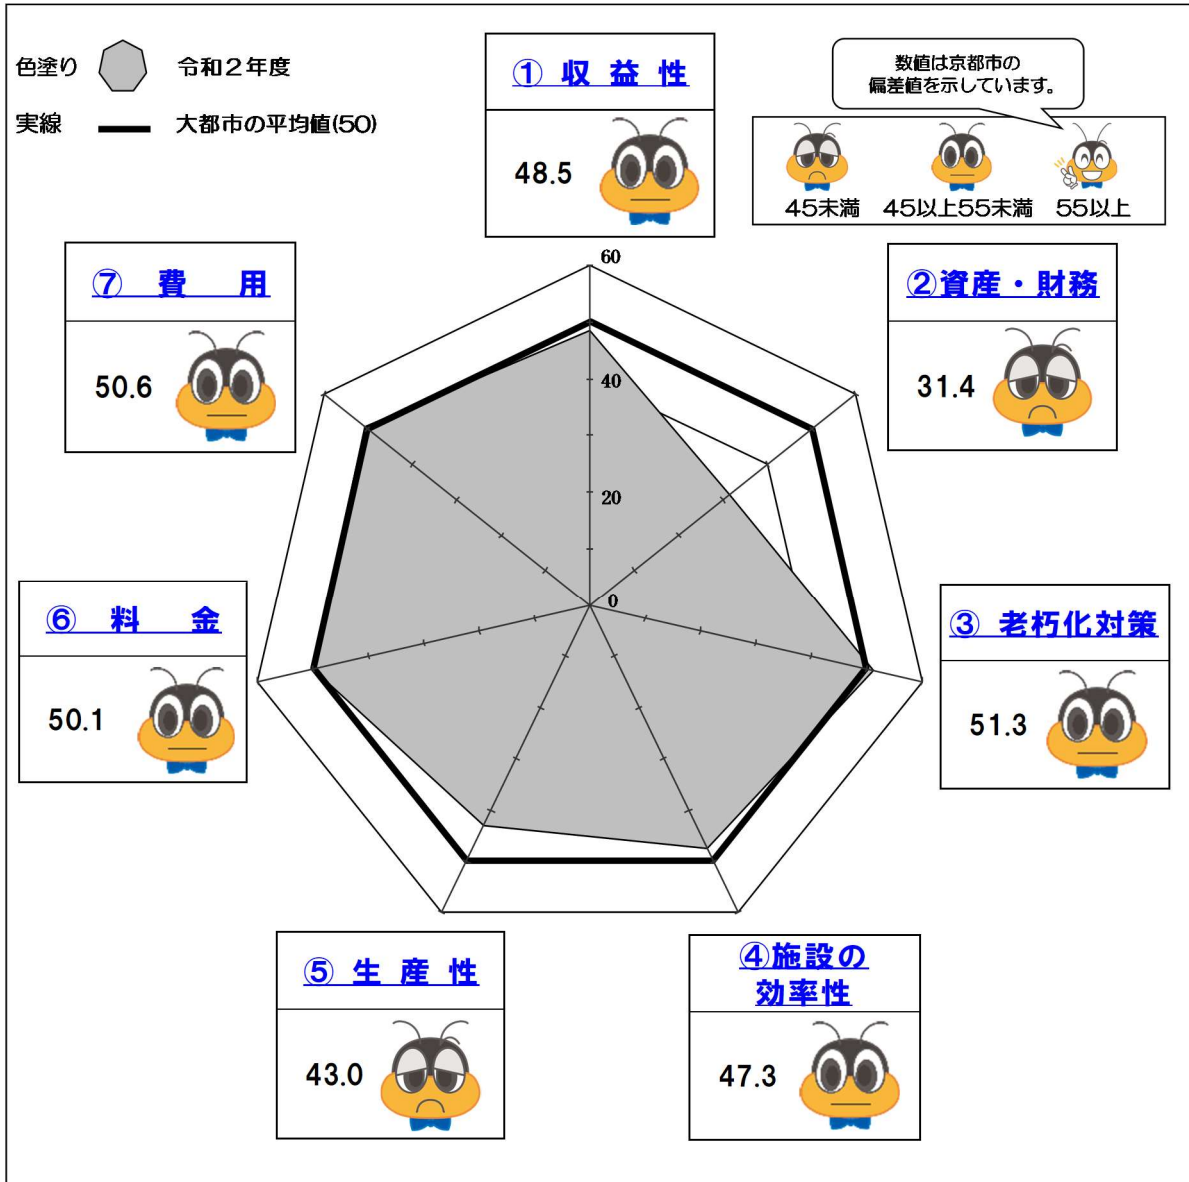 色塗り 令和2年度
実線 大都市の平均値(50)
① 収 益 性
48.5
数値は京都市の
偏差値を示しています。
45未満 45以上55未満 55以上
⑦ 費 用
50.6
②資産・財務
31.4
60
40
20
0
⑥ 料 金
50.1
③ 老朽化対策
51.3
⑤ 生 産 性
43.0
④施設の
効率性
47.3